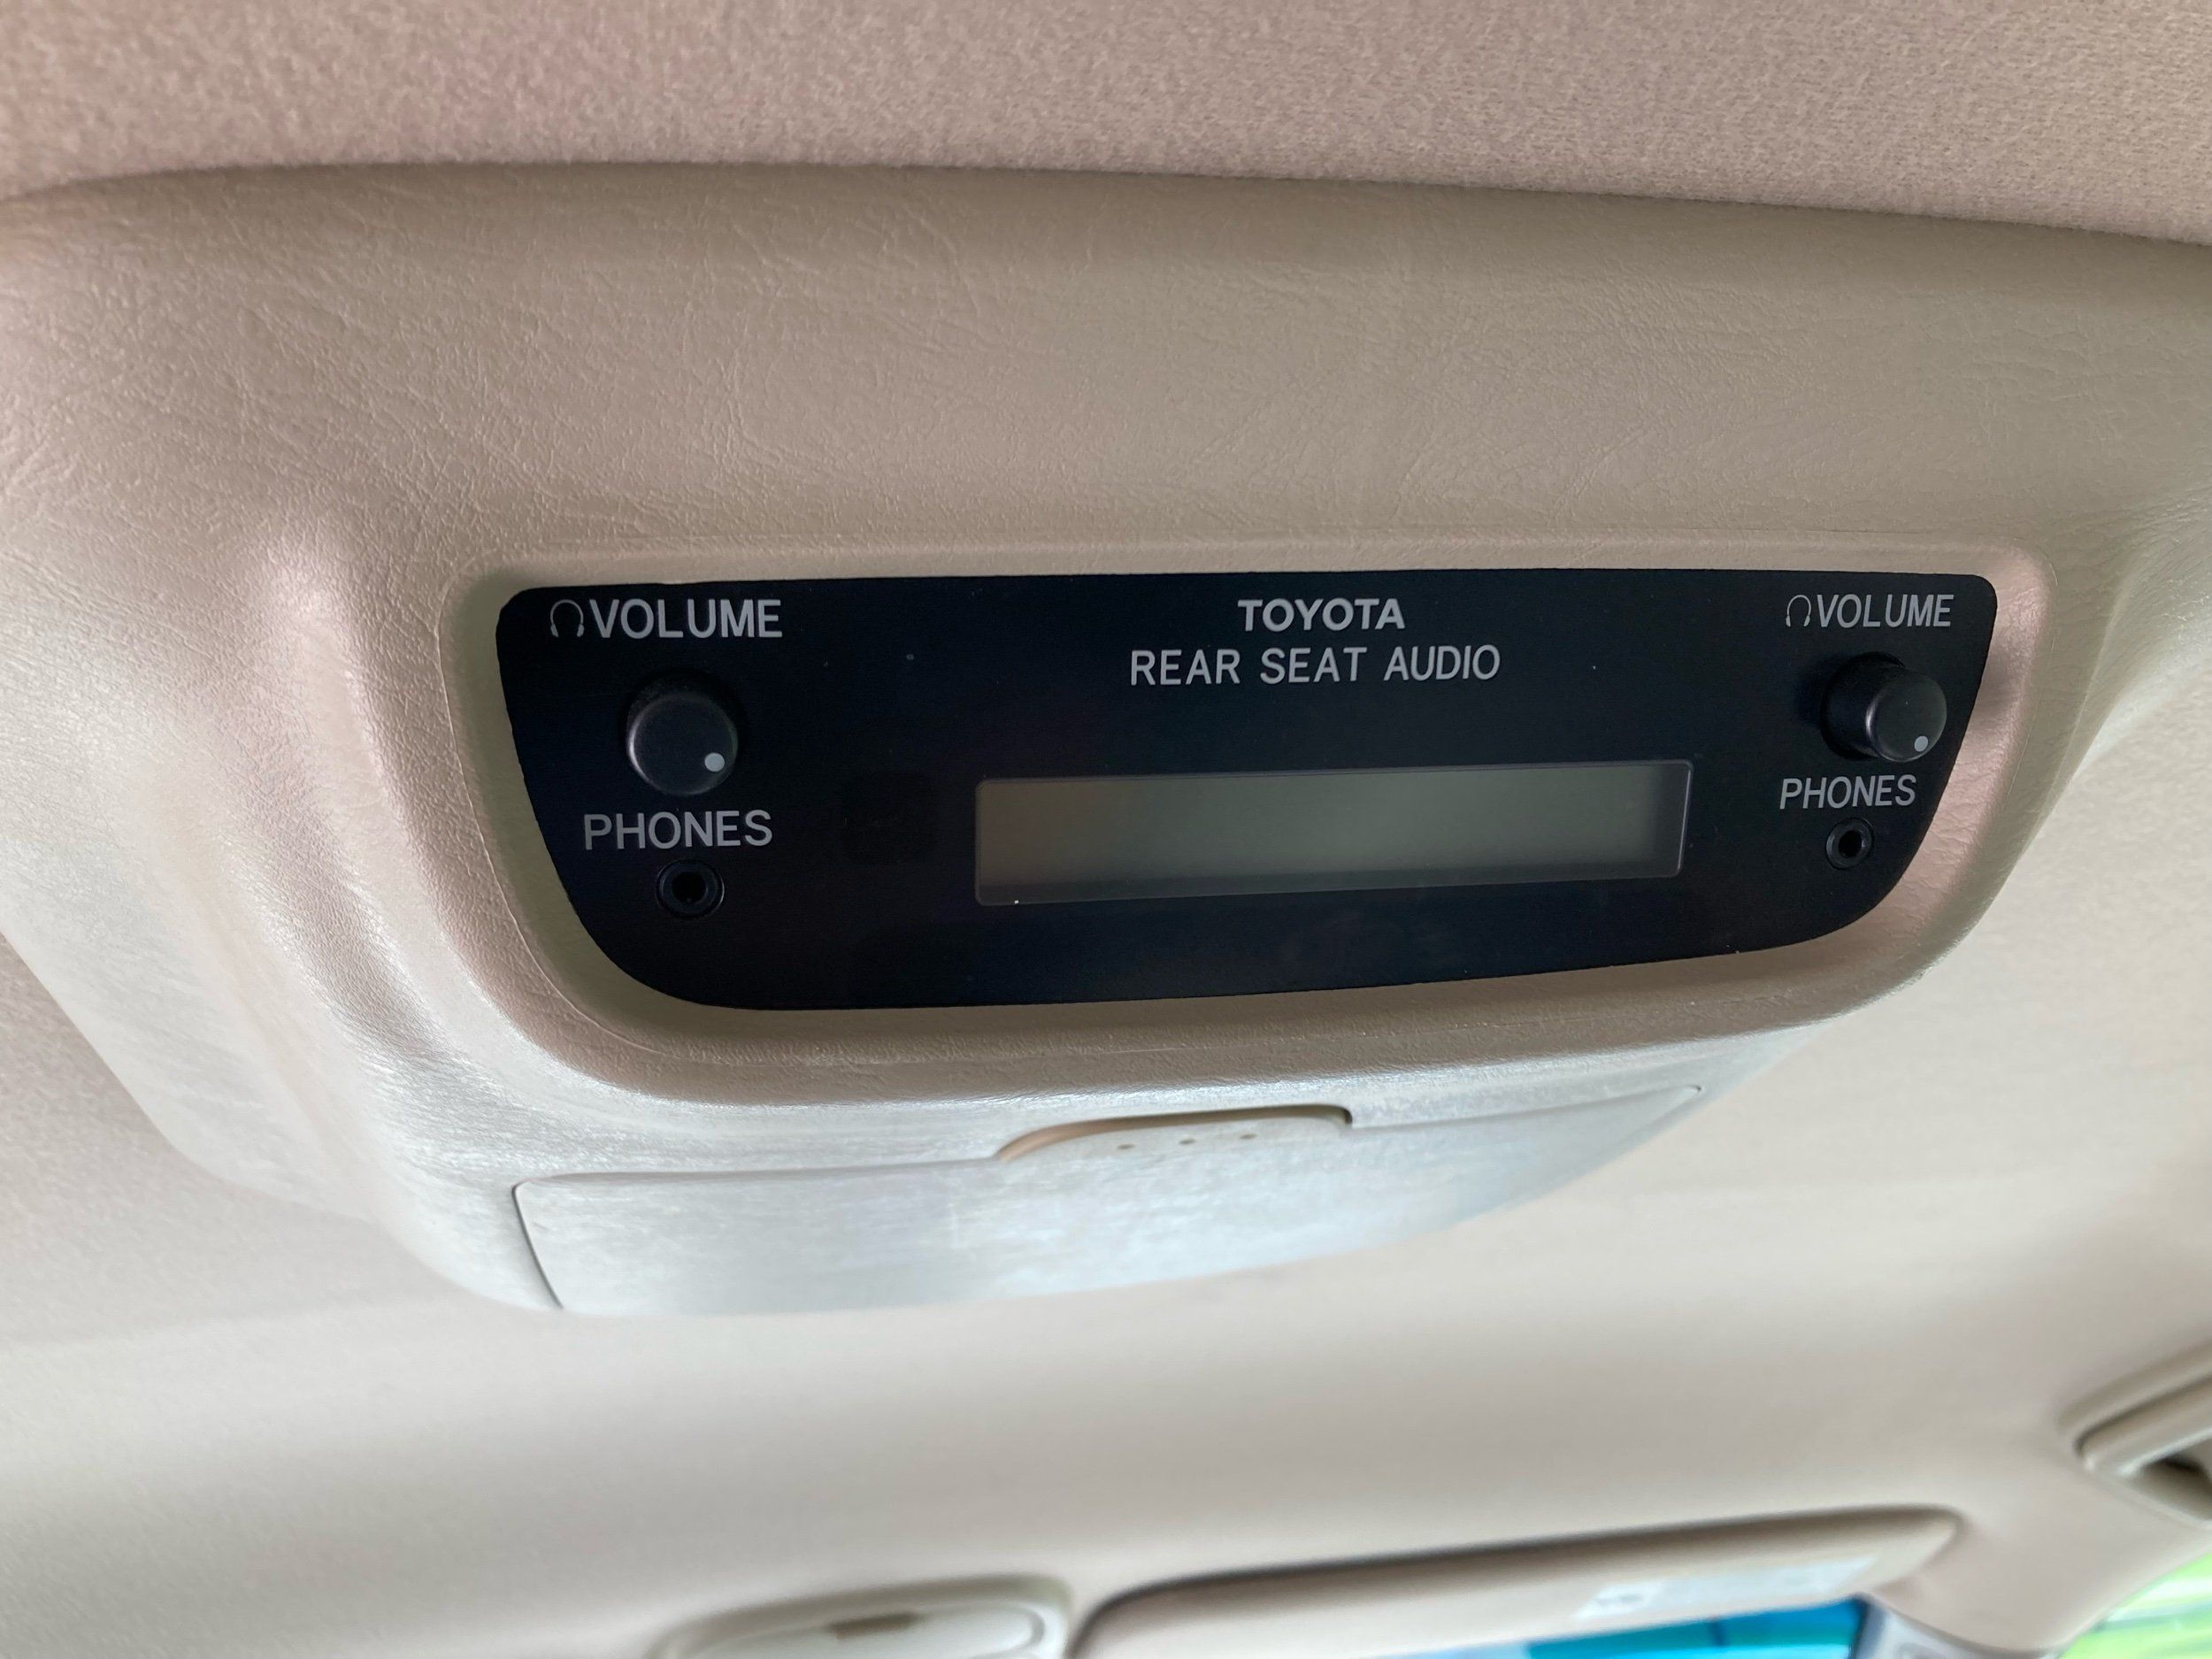 VOLUME
TOYOTA
VOLUME
REAR SEAT AUDIO
PHONES
PHONES